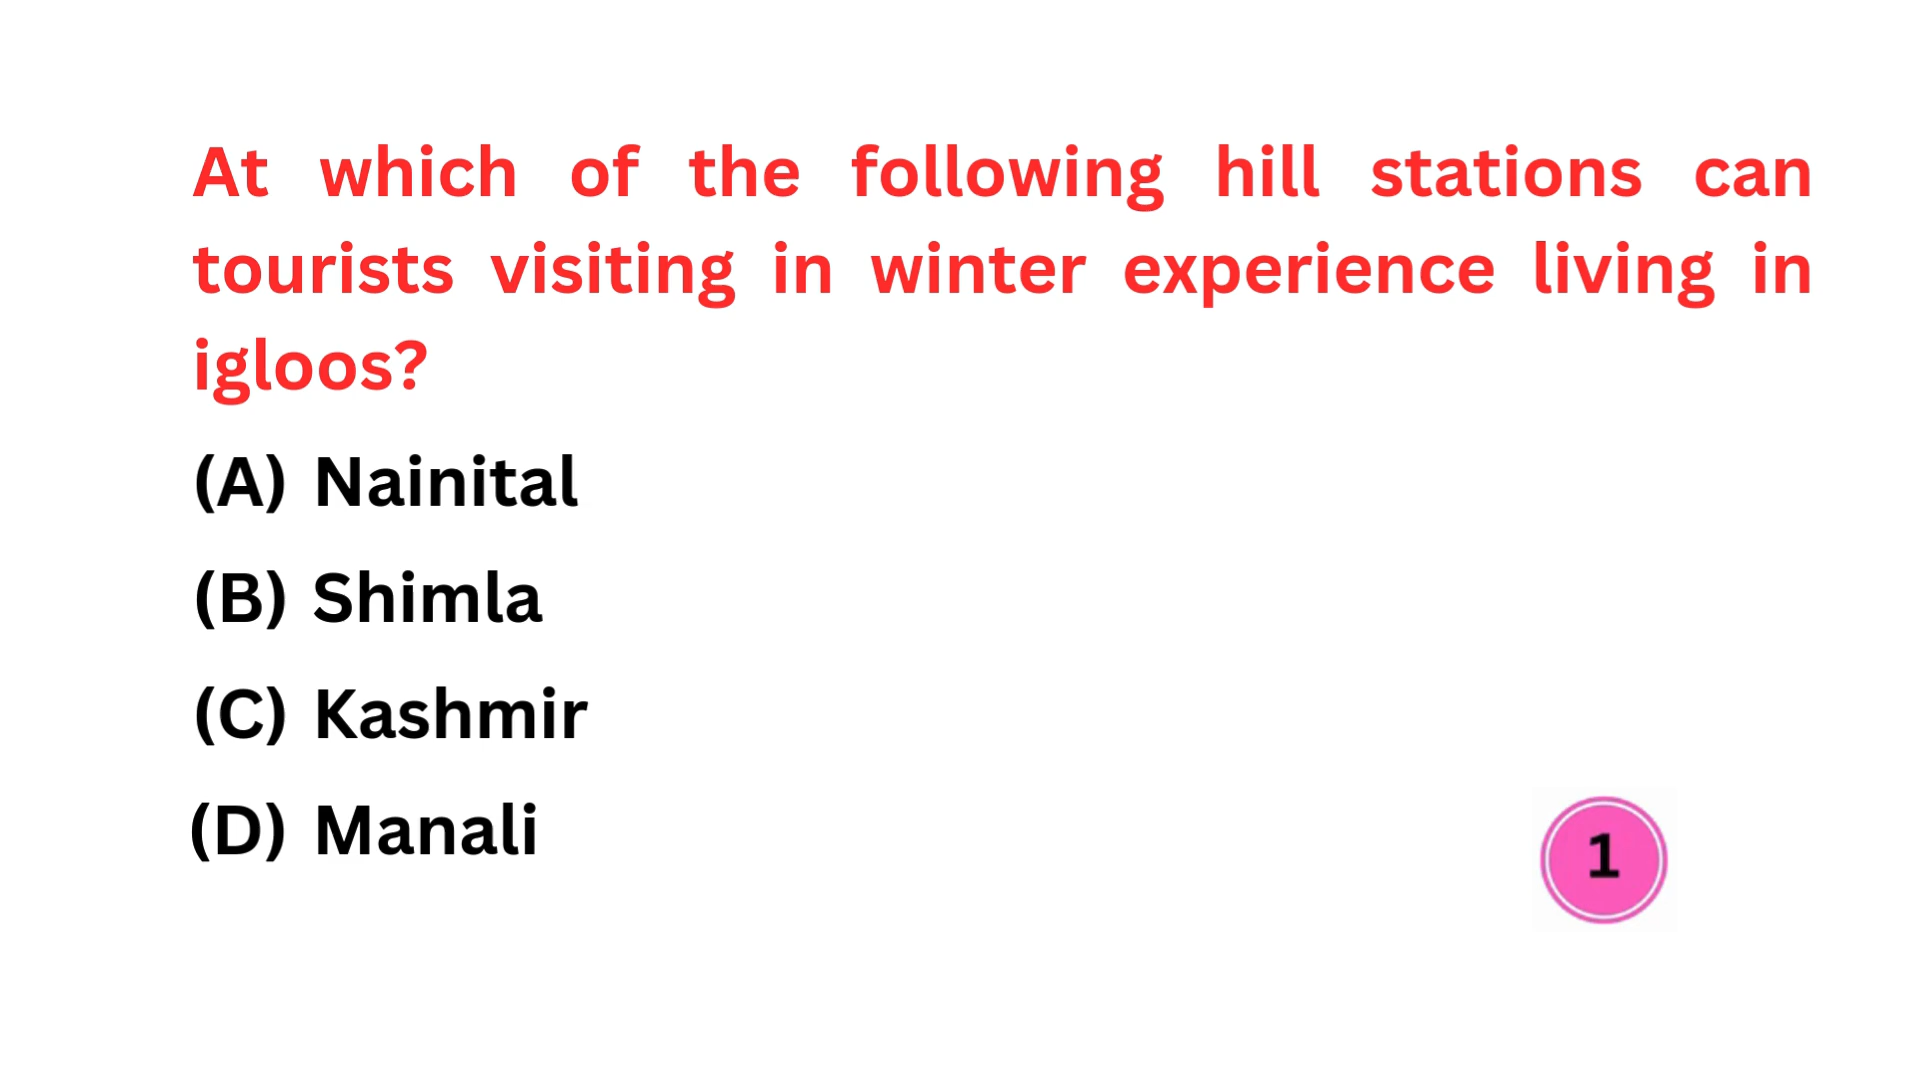 At which of the following hill stations can
tourists visiting in winter experience living in
igloos?
(A) Nainital
(B) Shimla
(C) Kashmir
(D) Manali
1